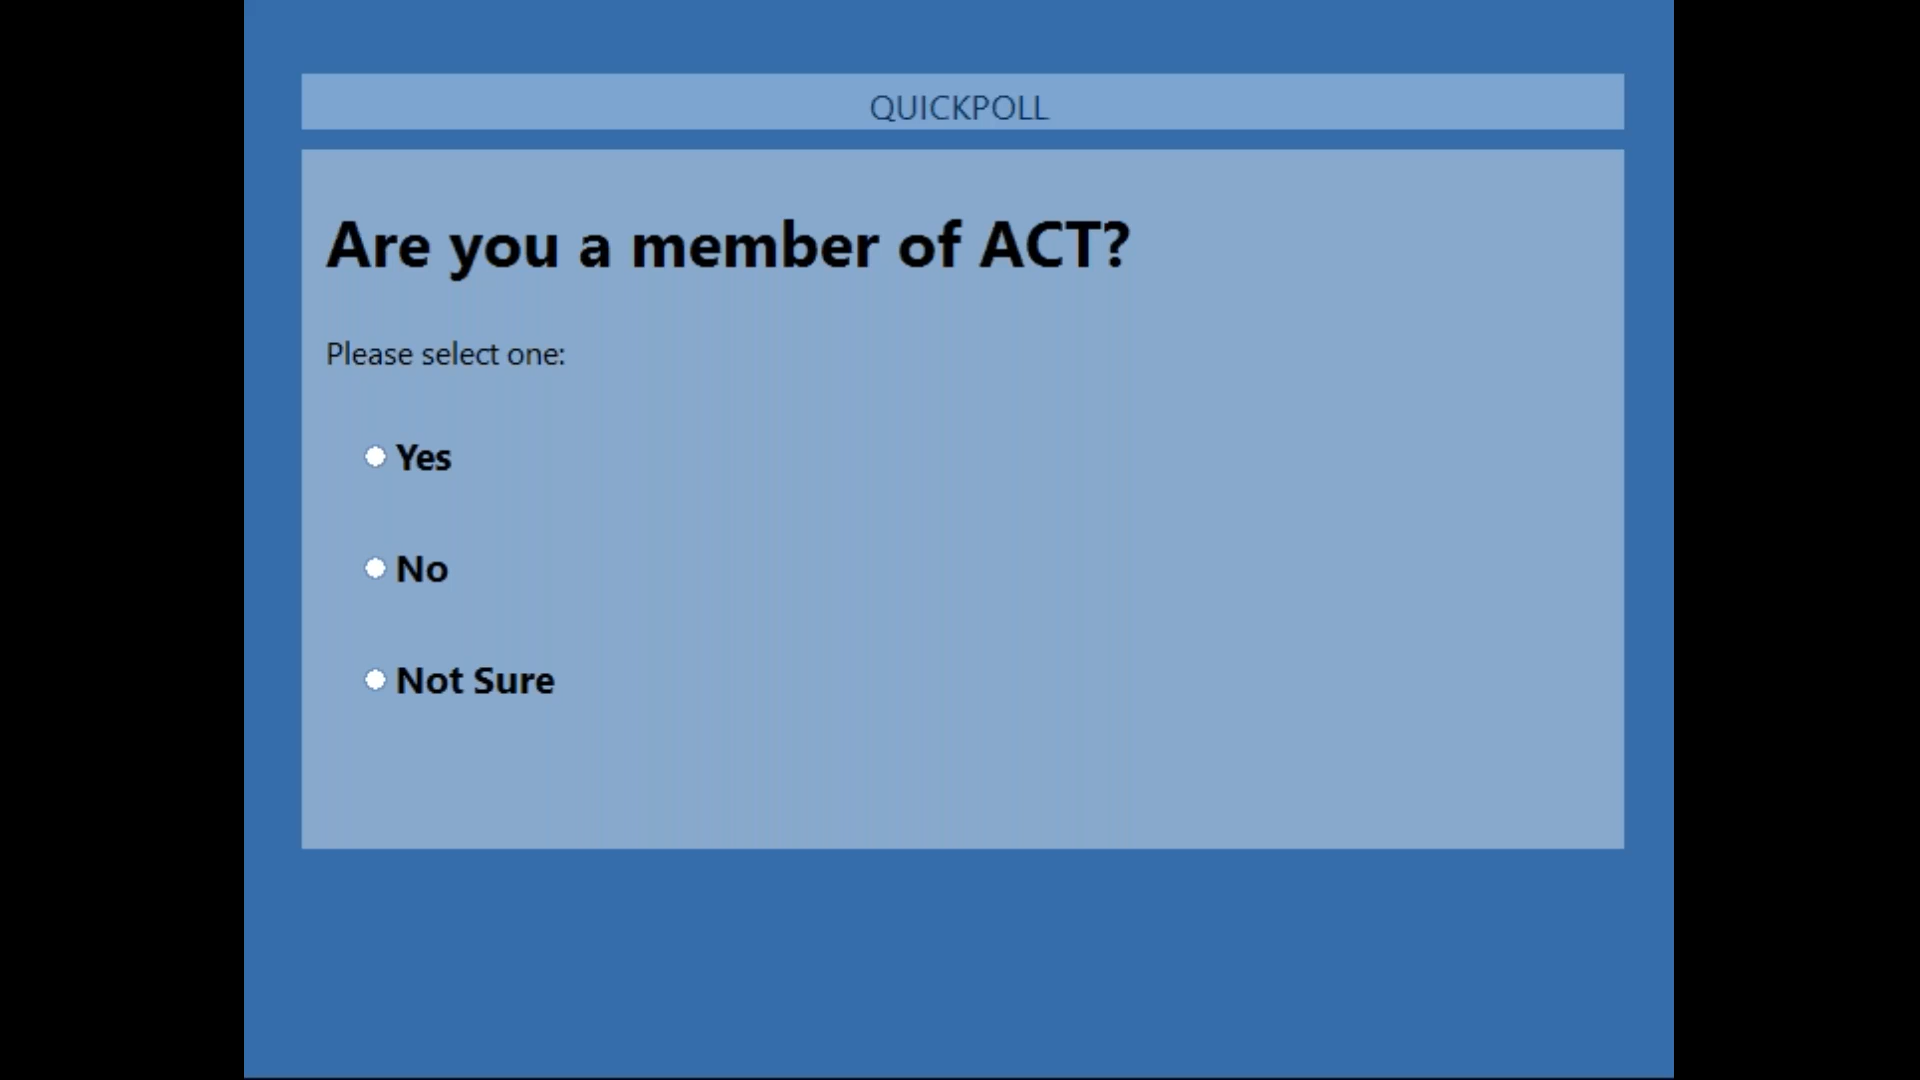 QUICKPOLL
Are you a member of ACT?
Please select one:
Yes
No
Not Sure